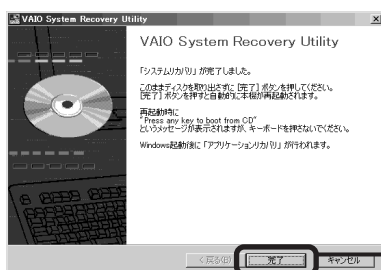 VAIO System Recovery Utility
VAIO System Recovery Utility
「システムリカバリ」が完了しました。
このままディスクを取り出さずに [完了] ボタンを押してください。
[完了] ボタンを押すと自動的に本機が再起動されます。
再起動時に
"Press any key to boot from CD"
というメッセージが表示されますが、キーボードを押さないでください。
Windows起動後に「アプリケーションリカバリ」が行われます。
< 戻る(B)
完了
キャンセル